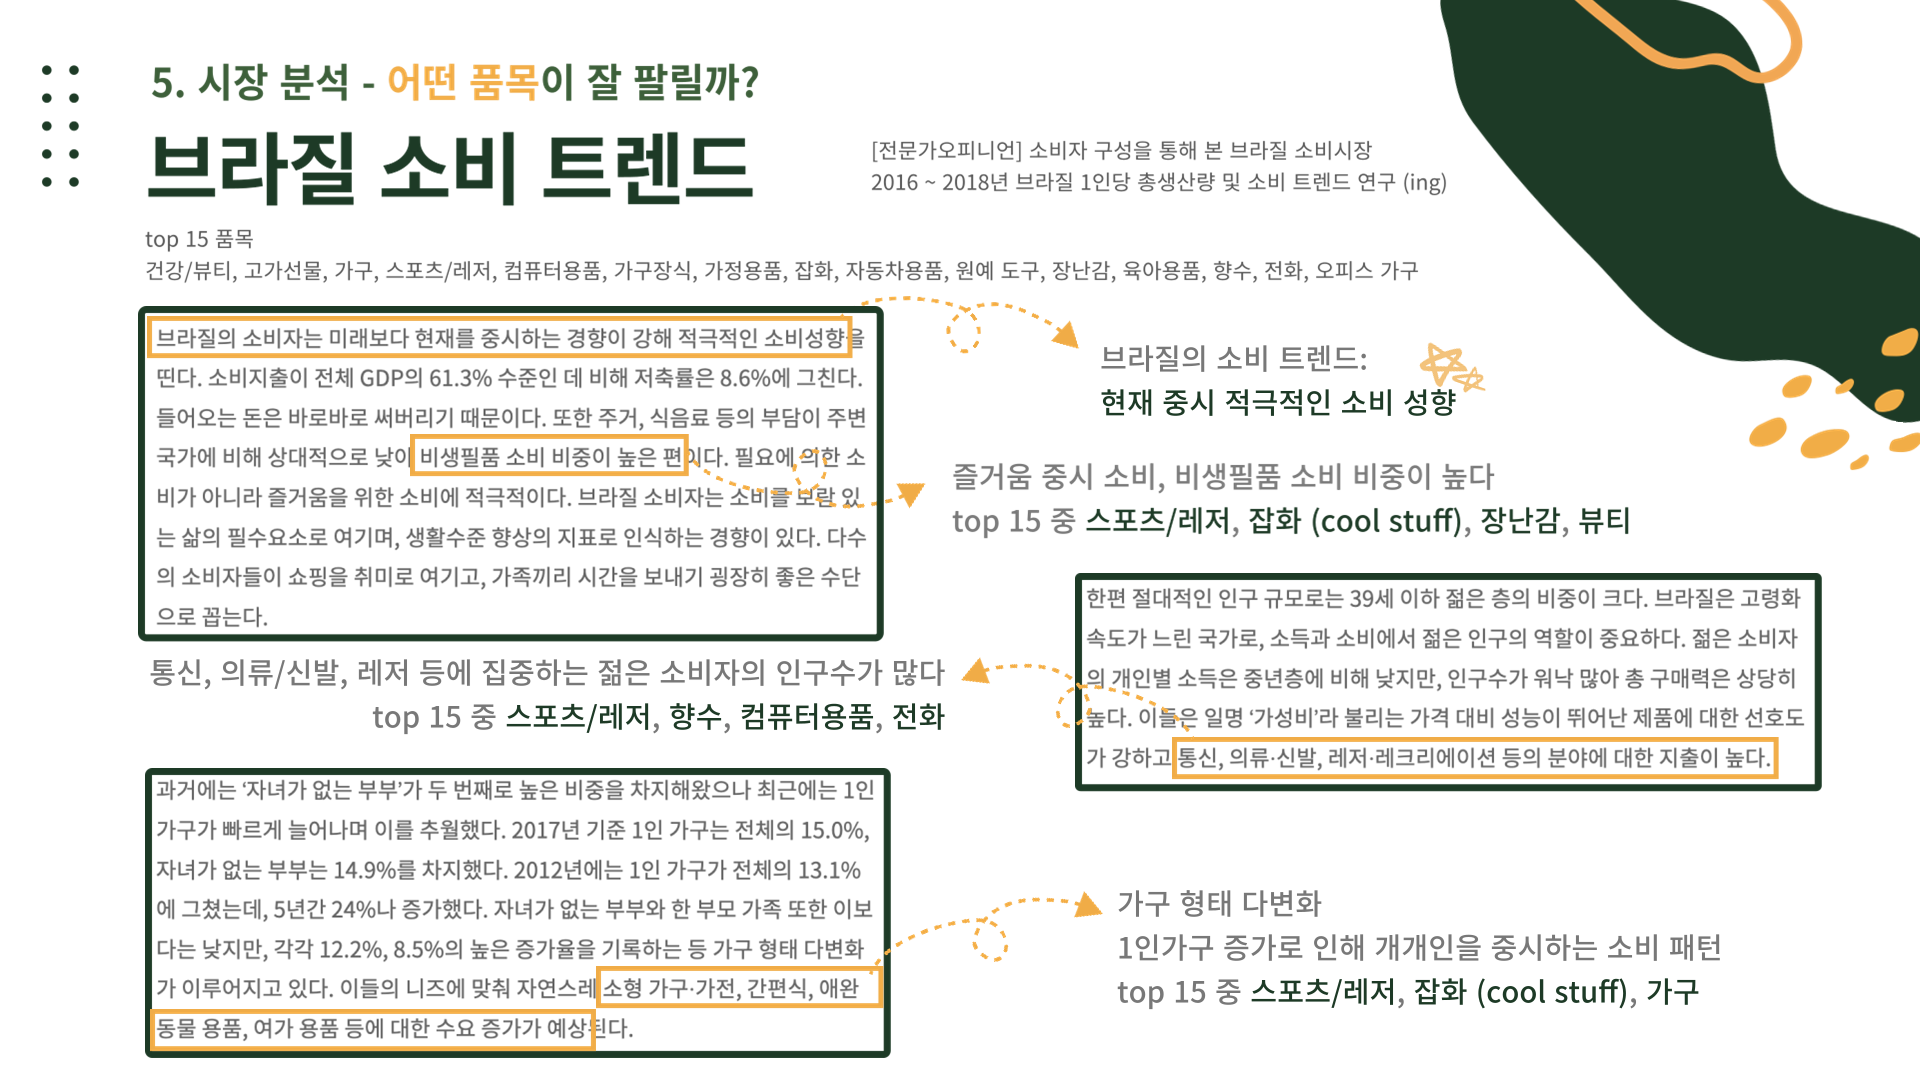 5. 시장 분석 - 어떤 품목이 잘 팔릴까?
브라질 소비 트렌드
[전문가오피니언] 소비자 구성을 통해 본 브라질 소비시장
2016 ~ 2018년 브라질 1인당 총생산량 및 소비 트렌드 연구 (ing)
top 15 품목
건강/뷰티, 고가선물, 가구, 스포츠/레저, 컴퓨터용품, 가구장식, 가정용품, 잡화, 자동차용품, 원예 도구, 장난감, 육아용품, 향수, 전화, 오피스 가구
브라질의 소비자는 미래보다 현재를 중시하는 경향이 강해 적극적인 소비성향을
띤다. 소비지출이 전체 GDP의 61.3% 수준인 데 비해 저축률은 8.6%에 그친다.
들어오는 돈은 바로바로 써버리기 때문이다. 또한 주거, 식음료 등의 부담이 주변
국가에 비해 상대적으로 낮아 비생필품 소비 비중이 높은 편이다. 필요에 의한 소
비가 아니라 즐거움을 위한 소비에 적극적이다. 브라질 소비자는 소비를 보람 있
는 삶의 필수요소로 여기며, 생활수준 향상의 지표로 인식하는 경향이 있다. 다수
의 소비자들이 쇼핑을 취미로 여기고, 가족끼리 시간을 보내기 굉장히 좋은 수단
으로 꼽는다.
브라질의 소비 트렌드:
현재 중시 적극적인 소비 성향
즐거움 중시 소비, 비생필품 소비 비중이 높다
top 15 중 스포츠/레저, 잡화 (cool stuff), 장난감, 뷰티
한편 절대적인 인구 규모로는 39세 이하 젊은 층의 비중이 크다. 브라질은 고령화
속도가 느린 국가로, 소득과 소비에서 젊은 인구의 역할이 중요하다. 젊은 소비자
의 개인별 소득은 중년층에 비해 낮지만, 인구수가 워낙 많아 총 구매력은 상당히
높다. 이들은 일명 ‘가성비’라 불리는 가격 대비 성능이 뛰어난 제품에 대한 선호도
가 강하고 통신, 의류·신발, 레저·레크리에이션 등의 분야에 대한 지출이 높다.
통신, 의류/신발, 레저 등에 집중하는 젊은 소비자의 인구수가 많다
top 15 중 스포츠/레저, 향수, 컴퓨터용품, 전화
과거에는 ‘자녀가 없는 부부’가 두 번째로 높은 비중을 차지해왔으나 최근에는 1인
가구가 빠르게 늘어나며 이를 추월했다. 2017년 기준 1인 가구는 전체의 15.0%,
자녀가 없는 부부는 14.9%를 차지했다. 2012년에는 1인 가구가 전체의 13.1%
에 그쳤는데, 5년간 24%나 증가했다. 자녀가 없는 부부와 한 부모 가족 또한 이보
다는 낮지만, 각각 12.2%, 8.5%의 높은 증가율을 기록하는 등 가구 형태 다변화
가 이루어지고 있다. 이들의 니즈에 맞춰 자연스레 소형 가구·가전, 간편식, 애완
동물 용품, 여가 용품 등에 대한 수요 증가가 예상된다.
가구 형태 다변화
1인가구 증가로 인해 개개인을 중시하는 소비 패턴
top 15 중 스포츠/레저, 잡화 (cool stuff), 가구